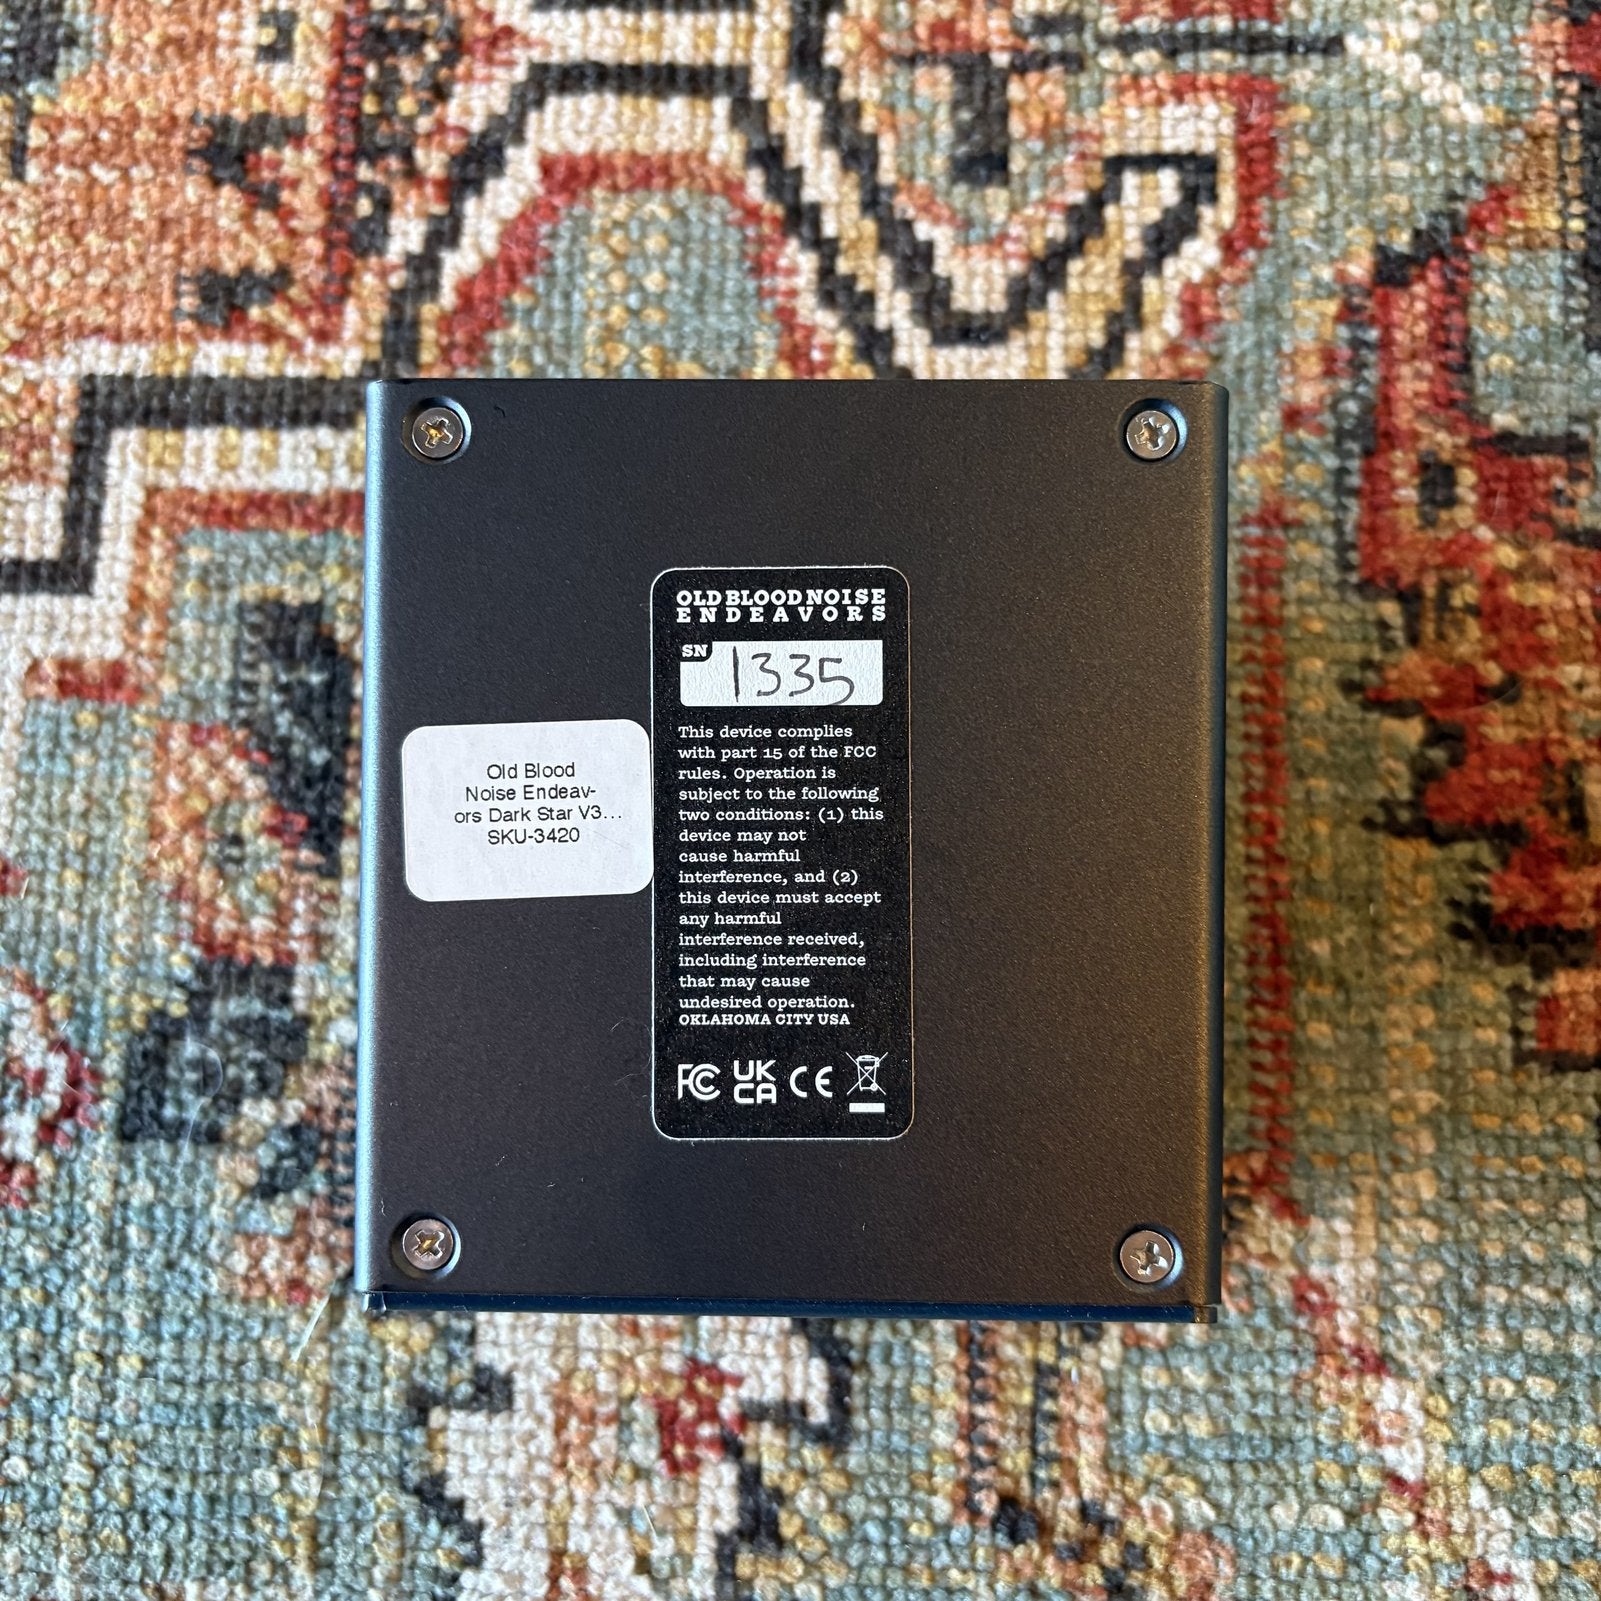 OLD BLOOD NOISE
ENDEAVORS
SN
1335
This device complies
with part 15 of the FCC
rules. Operation is
subject to the following
two conditions: (1) this
device may not
cause harmful
interference, and (2)
this device must accept
any harmful
interference received,
including interference
that may cause
undesired operation.
OKLAHOMA CITY USA
FC UK CA CE
Old Blood
Noise Endeav-
ors Dark Star V3...
SKU-3420